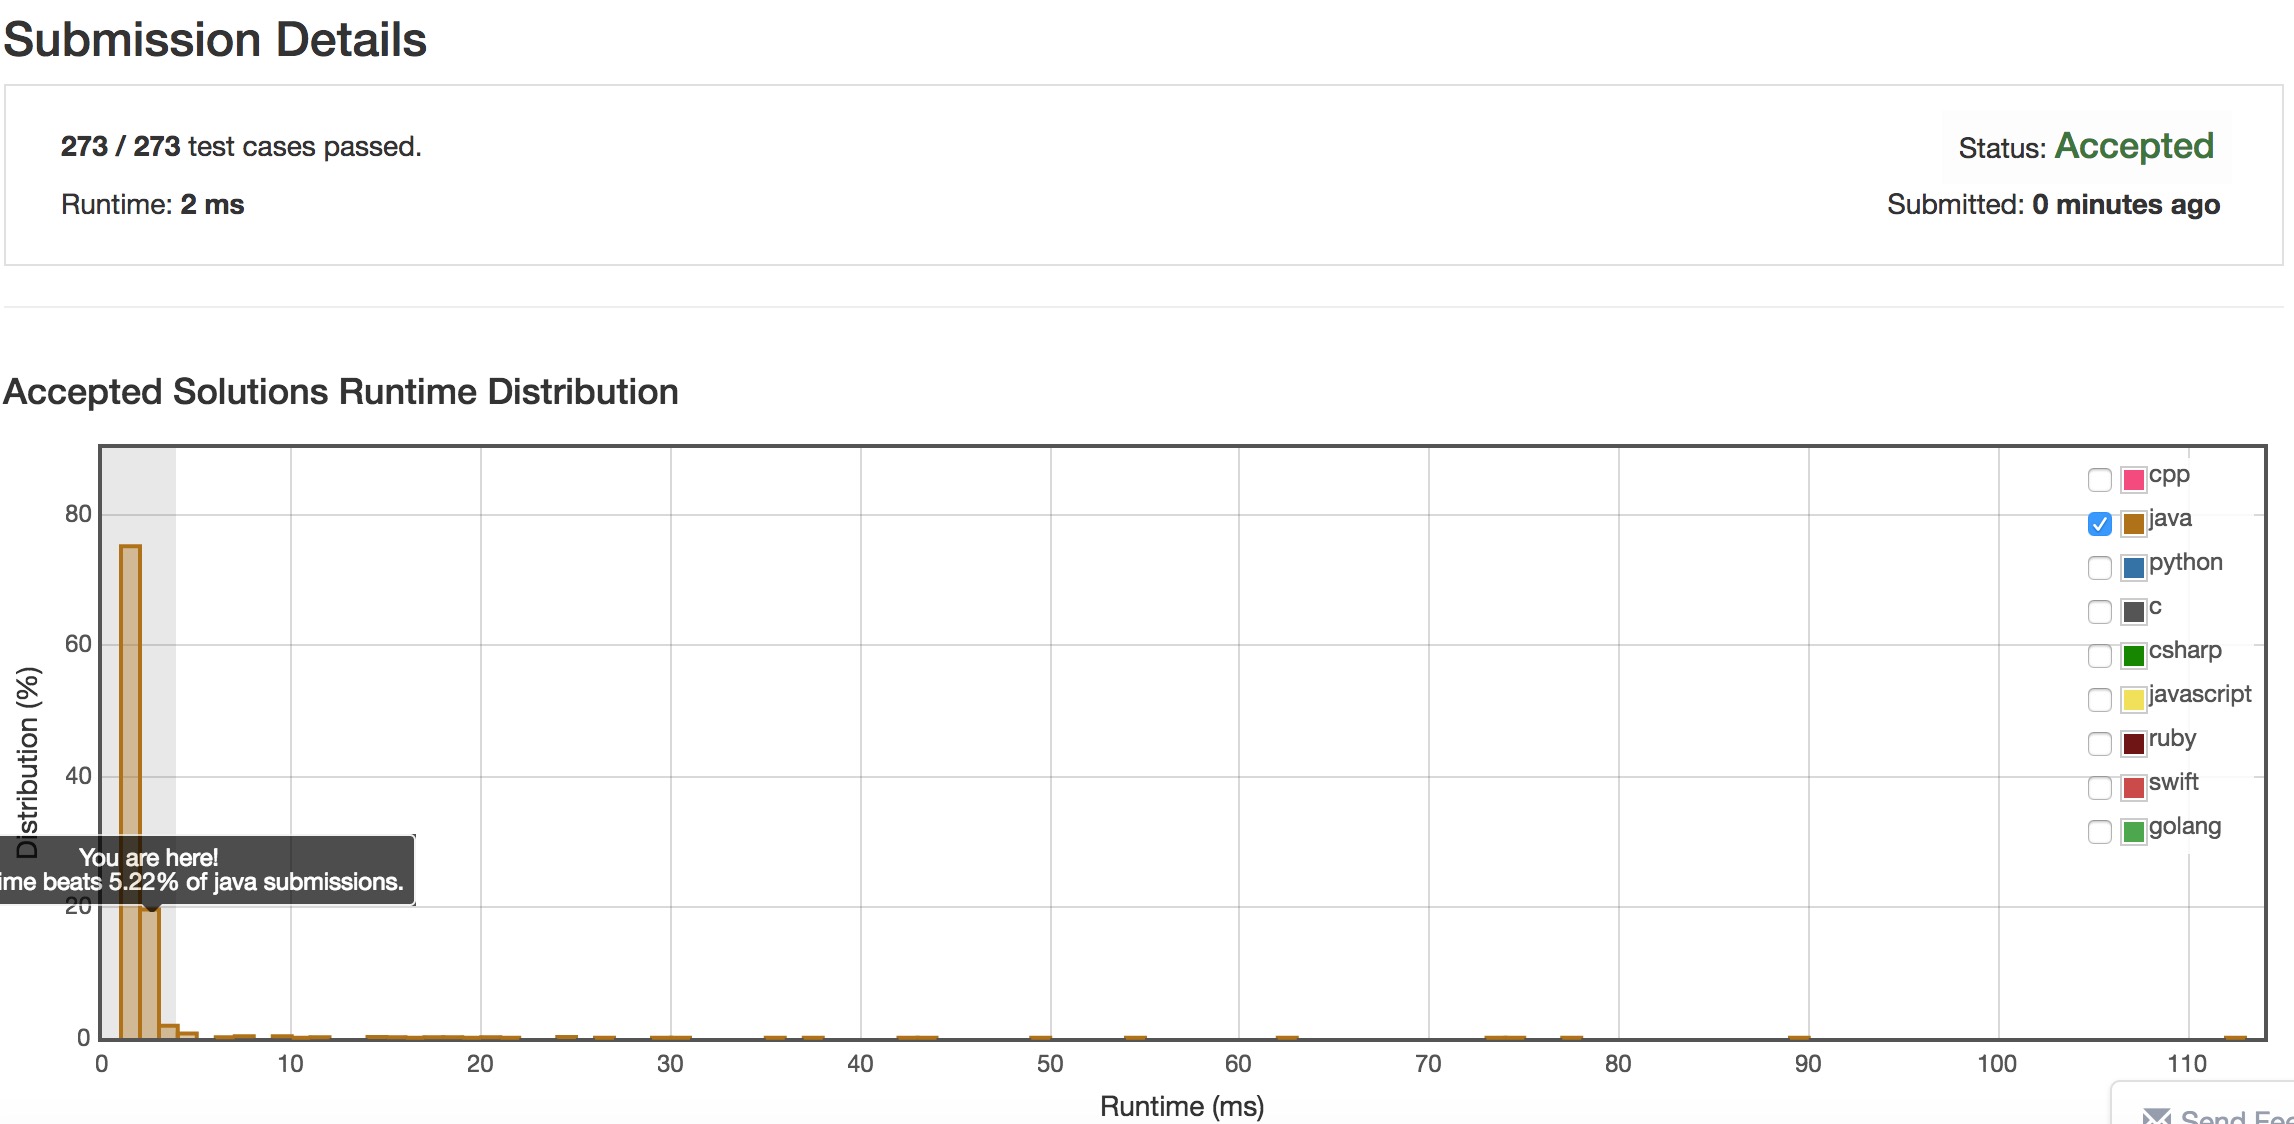 Submission Details
273 / 273 test cases passed.
Status: Accepted
Runtime: 2 ms
Submitted: 0 minutes ago
Accepted Solutions Runtime Distribution
Distribution (%)
80
60
40
20
0
You are here!
beats 5.22% of java submissions.
cpp
java
python
c
csharp
javascript
ruby
swift
golang
0 10 20 30 40 50 60 70 80 90 100 110
Runtime (ms)
Send